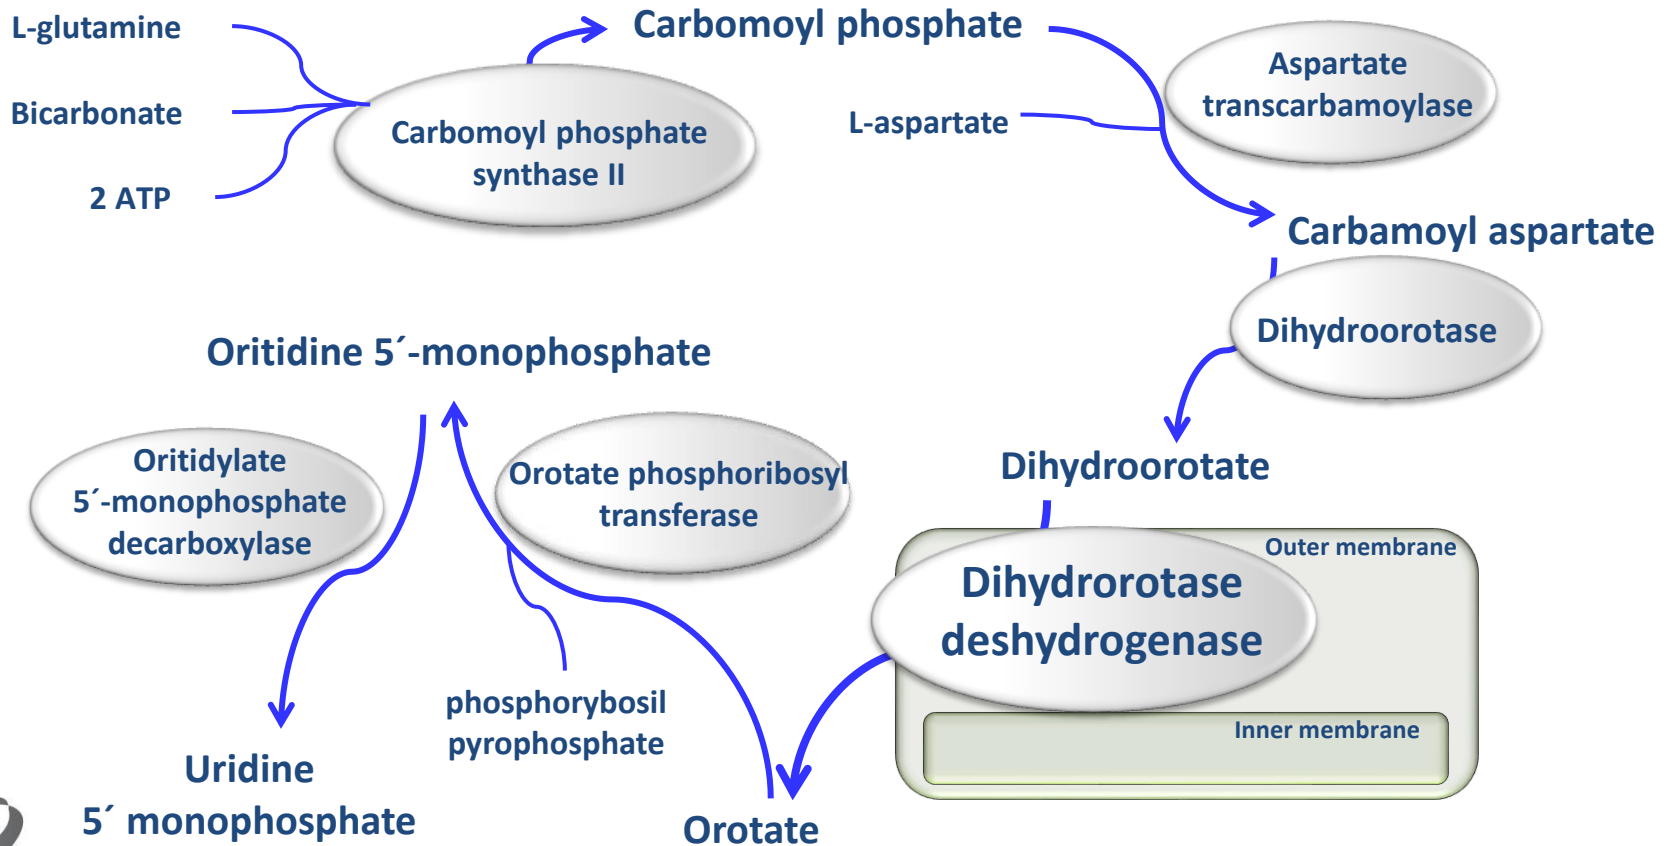 L-glutamine
Bicarbonate
2 ATP
Carbomoyl phosphate
synthase II
Carbomoyl phosphate
L-aspartate
Aspartate
transcarbamoylase
Carbamoyl aspartate
Dihydroorotase
Dihydroorotate
Outer membrane
Dihydrorotase
deshydrogenase
Inner membrane
Orotate
Orotate phosphoribosyl
transferase
phosphorybosil
pyrophosphate
Oritidine 5´-monophosphate
Oritidylate
5´-monophosphate
decarboxylase
Uridine
5´ monophosphate